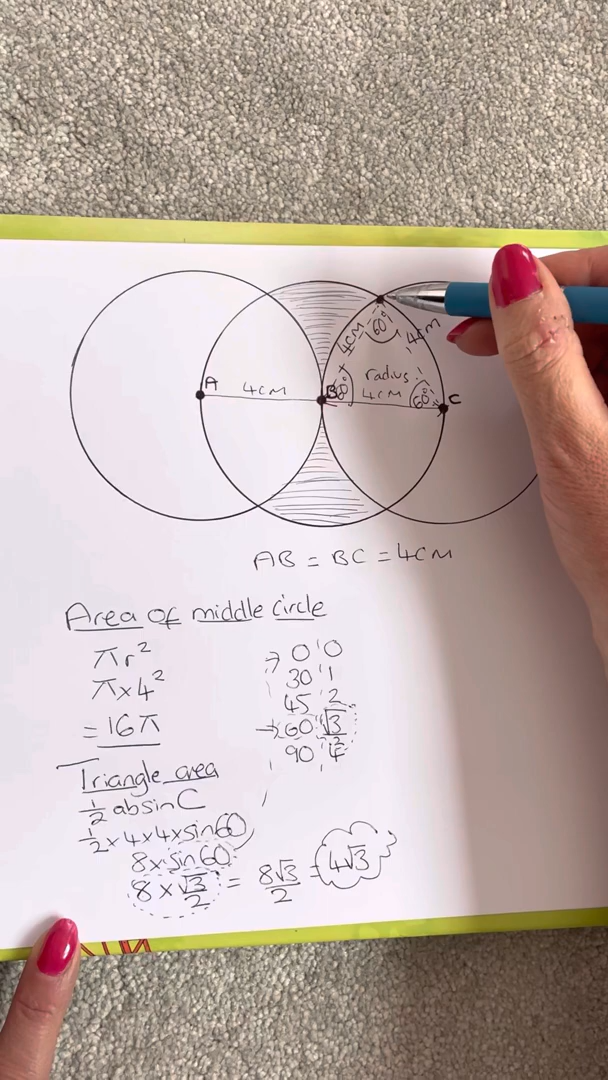 60°
4cm
4cm
A
4cm
B
60°
radius
4cm
60°
C
AB = BC = 4cm
Area of middle circle
πr²
π×4²
= 16π
→ 0 0
30 1
45 2
→ 60 √3
2
90 4
Triangle area
½ absinC
½×4×4×sin60
8×sin60
8 × √3/2 = 8√3/2 = 4√3